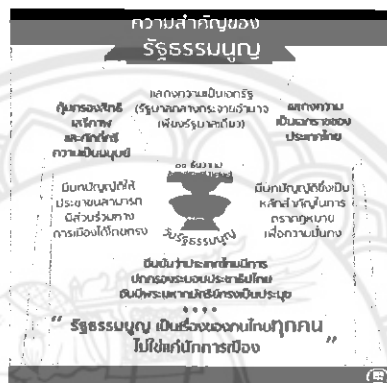 ความสำคัญของ
รัฐธรรมนูญ
แสดงความเป็นเอกรัฐ
(รัฐบาลกลางกระจายอำนาจ
เพียงรัฐบาลเดียว)
คุ้มครองสิทธิ
เสรีภาพ
และศักดิ์ศรี
ความเป็นมนุษย์
แสดงความ
เป็นเอกราชของ
ประเทศไทย
๑๐ ธันวาคม
มีบทบัญญัติให้
ประชาชนสามารถ
มีส่วนร่วมทาง
การเมืองได้โดยตรง
มีบทบัญญัติซึ่งเป็น
หลักสำคัญในการ
ตรากฎหมาย
เพื่อความมั่นคง
วันรัฐธรรมนูญ
ยืนยันว่าประเทศไทยมีการ
ปกครองระบอบประชาธิปไตย
อันมีพระมหากษัตริย์ทรงเป็นประมุข
“ รัฐธรรมนูญ เป็นเรื่องของคนไทยทุกคน
ไม่ใช่แค่นักการเมือง ”